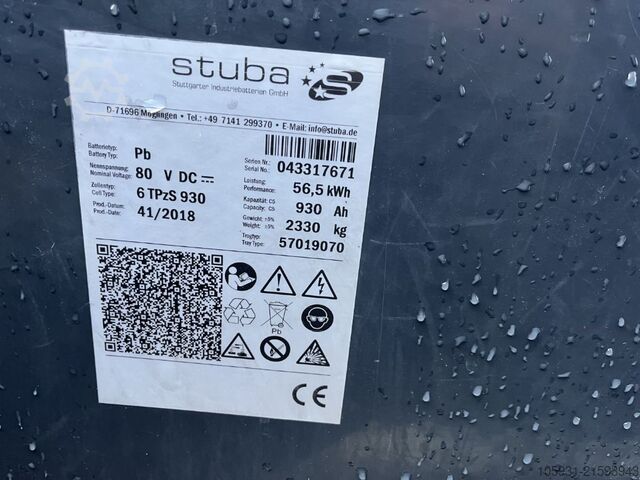 stuba
Stuttgarter Industriebatterien GmbH
D-71696 Möglingen • Tel.: +49 7141 299370 • E-Mail: info@stuba.de
Batterietyp:
Battery Type: Pb
Nennspannung:
Nominal Voltage: 80 V DC
Zellentyp:
Cell Type: 6 TPzS 930
Prod.-Datum:
Prod.-Date: 41/2018
Serien Nr.:
Serial No.: 043317671
Leistung:
Performance: 56,5 kWh
Kapazität: C5
Capacity: C5 930 Ah
Gewicht: ±5%
Weight: ±5% 2330 kg
Trogtyp:
Tray Type: 57019070
Pb
CE
105931-21593943